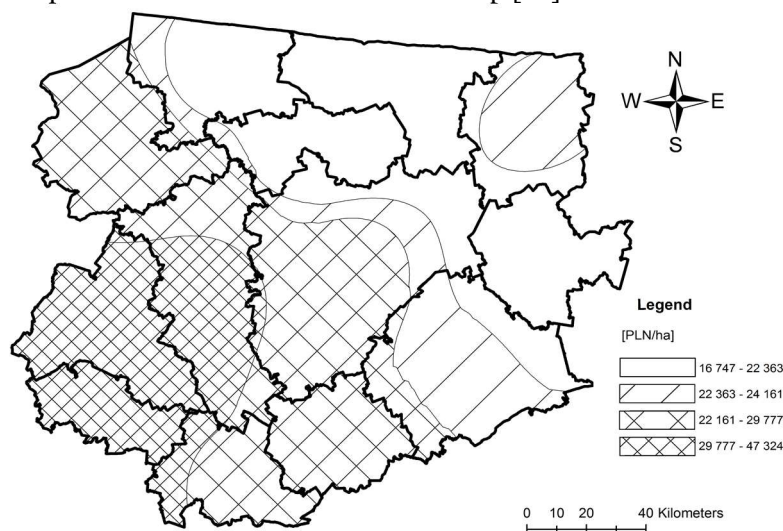 N
W E
S
Legend
[PLN/ha]
16 747 - 22 363
22 363 - 24 161
22 161 - 29 777
29 777 - 47 324
0 10 20 40 Kilometers